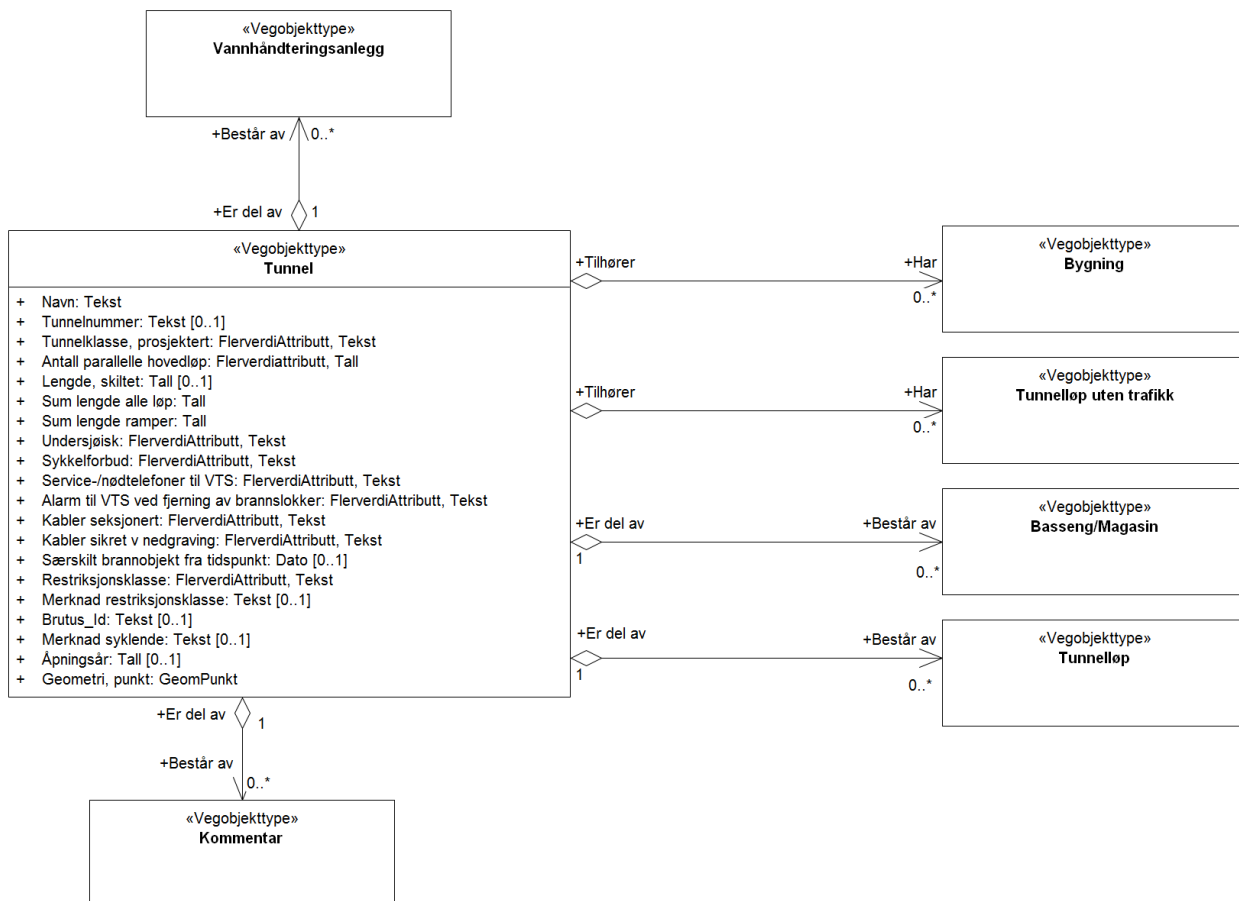 «Vegobjekttype»
Vannhåndteringsanlegg
+Består av
0..*
+Er del av
1
«Vegobjekttype»
Tunnel
+ Navn: Tekst
+ Tunnelnummer: Tekst [0..1]
+ Tunnelklasse, prosjektert: FlerverdiAttributt, Tekst
+ Antall parallelle hovedløp: Flerverdiattributt, Tall
+ Lengde, skiltet: Tall [0..1]
+ Sum lengde alle løp: Tall
+ Sum lengde ramper: Tall
+ Undersjøisk: FlerverdiAttributt, Tekst
+ Sykkelforbud: FlerverdiAttributt, Tekst
+ Service-/nødtelefoner til VTS: FlerverdiAttributt, Tekst
+ Alarm til VTS ved fjerning av brannslokker: FlerverdiAttributt, Tekst
+ Kabler seksjonert: FlerverdiAttributt, Tekst
+ Kabler sikret v nedgraving: FlerverdiAttributt, Tekst
+ Særskilt brannobjekt fra tidspunkt: Dato [0..1]
+ Restriksjonsklasse: FlerverdiAttributt, Tekst
+ Merknad restriksjonsklasse: Tekst [0..1]
+ Brutus_Id: Tekst [0..1]
+ Merknad syklende: Tekst [0..1]
+ Åpningsår: Tall [0..1]
+ Geometri, punkt: GeomPunkt
+Tilhører
+Har
0..*
«Vegobjekttype»
Bygning
+Tilhører
+Har
0..*
«Vegobjekttype»
Tunnelløp uten trafikk
+Er del av
1
+Består av
0..*
«Vegobjekttype»
Basseng/Magasin
+Er del av
1
+Består av
0..*
«Vegobjekttype»
Tunnelløp
+Er del av
1
+Består av
0..*
«Vegobjekttype»
Kommentar